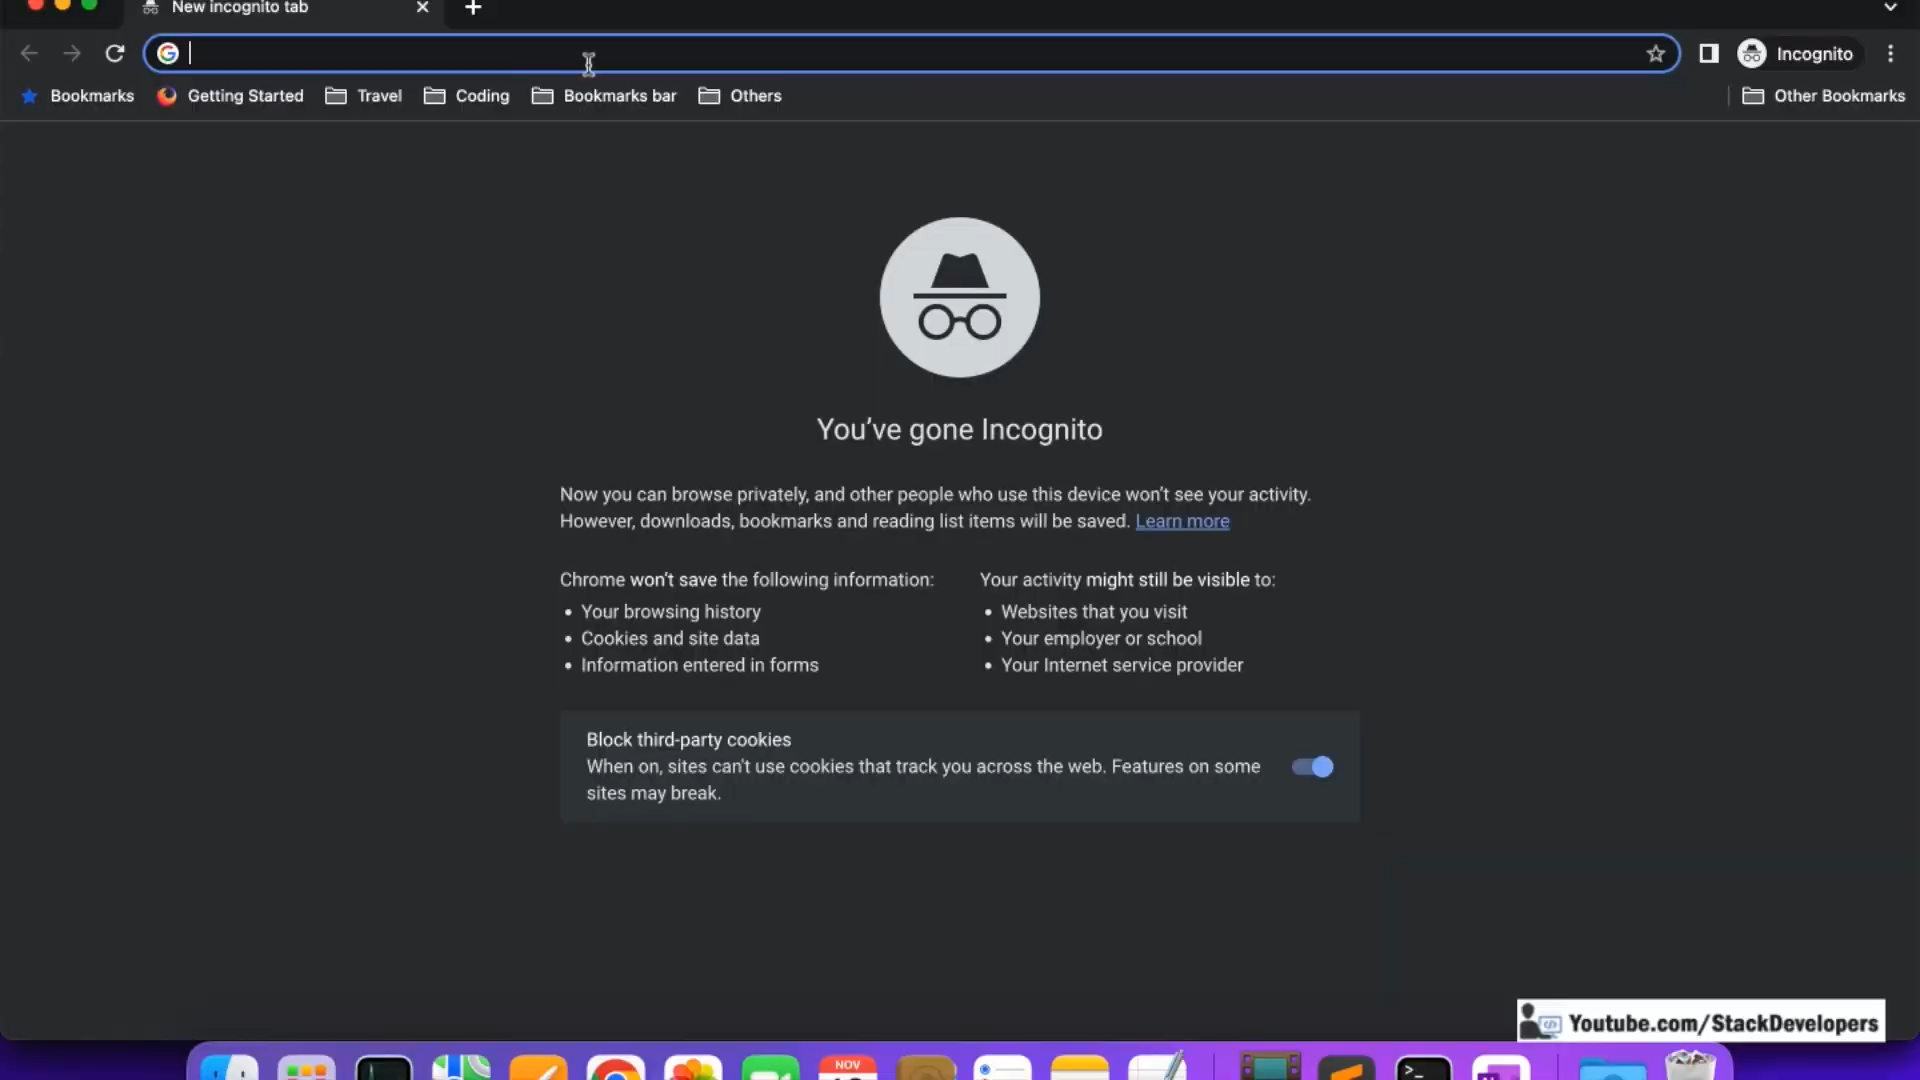 New incognito tab
Incognito
Bookmarks
Getting Started
Travel
Coding
Bookmarks bar
Others
Other Bookmarks
You’ve gone Incognito
Now you can browse privately, and other people who use this device won’t see your activity.
However, downloads, bookmarks and reading list items will be saved. Learn more
Chrome won’t save the following information:
Your browsing history
Cookies and site data
Information entered in forms
Your activity might still be visible to:
Websites that you visit
Your employer or school
Your Internet service provider
Block third-party cookies
When on, sites can't use cookies that track you across the web. Features on some
sites may break.
Youtube.com/StackDevelopers
NOV